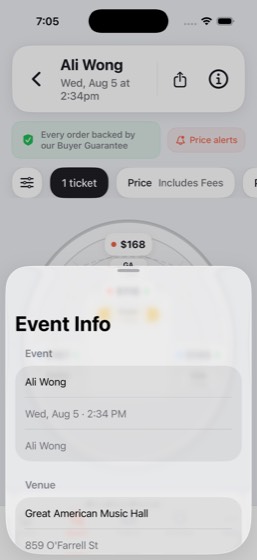 7:05
Ali Wong
Wed, Aug 5 at
2:34pm
Every order backed by
our Buyer Guarantee
Price alerts
1 ticket
Price Includes Fees
$168
GA
Event Info
Event
Ali Wong
Wed, Aug 5 · 2:34 PM
Ali Wong
Venue
Great American Music Hall
859 O'Farrell St